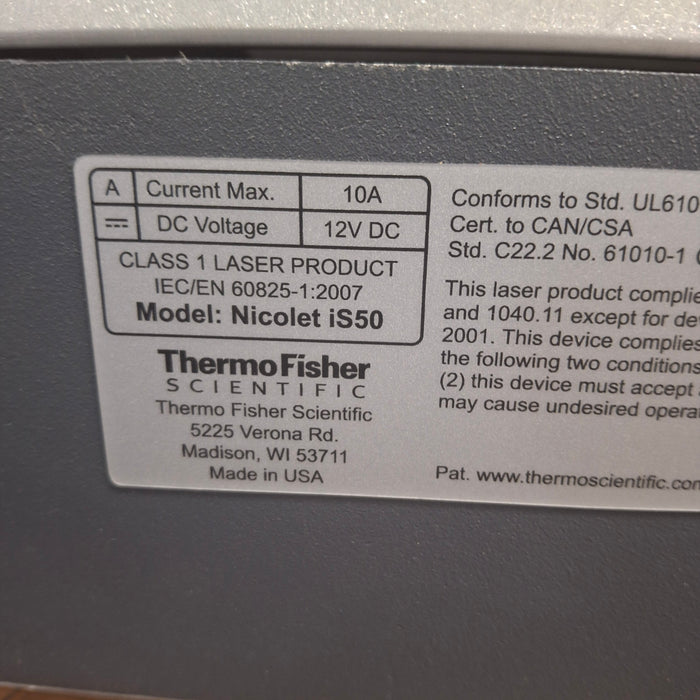 A Current Max. 10A
DC Voltage 12V DC
CLASS 1 LASER PRODUCT
IEC/EN 60825-1:2007
Model: Nicolet iS50
ThermoFisher
SCIENTIFIC
Thermo Fisher Scientific
5225 Verona Rd.
Madison, WI 53711
Made in USA
Conforms to Std. UL610
Cert. to CAN/CSA
Std. C22.2 No. 61010-1 (
This laser product complie
and 1040.11 except for de
2001. This device complies
the following two conditions
(2) this device must accept
may cause undesired opera
Pat. www.thermoscientific.com